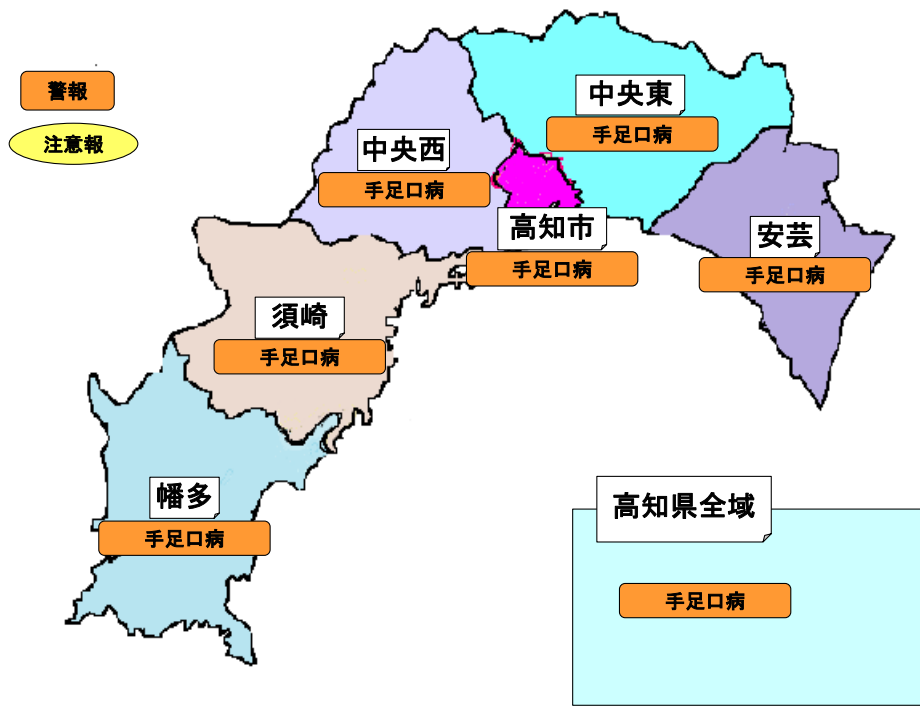 警報
注意報
中央東
手足口病
中央西
手足口病
高知市
手足口病
安芸
手足口病
須崎
手足口病
幡多
手足口病
高知県全域
手足口病